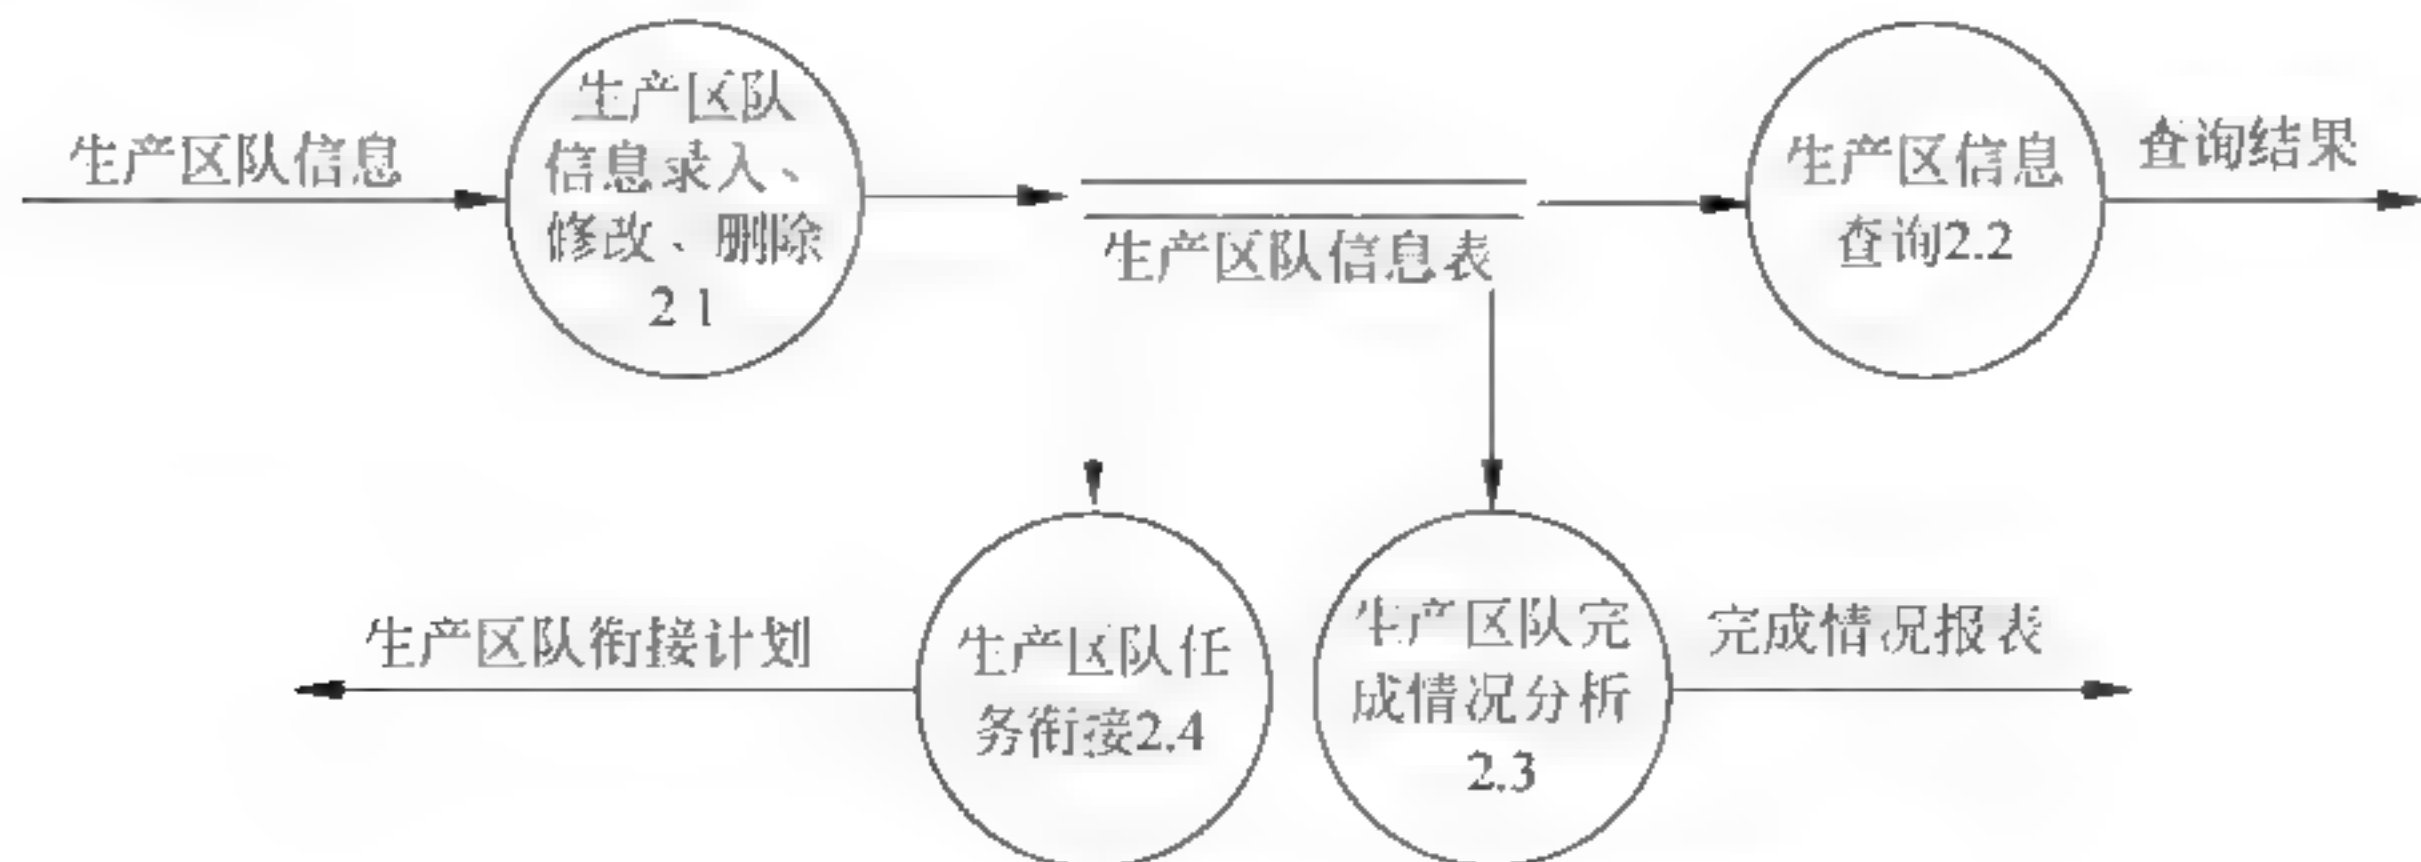 生产区队信息
生产区队
信息录入、
修改、删除
2.1
生产区队信息表
生产区信息
查询2.2
查询结果
生产区队衔接计划
生产区队任
务衔接2.4
生产区队完
成情况分析
2.3
完成情况报表